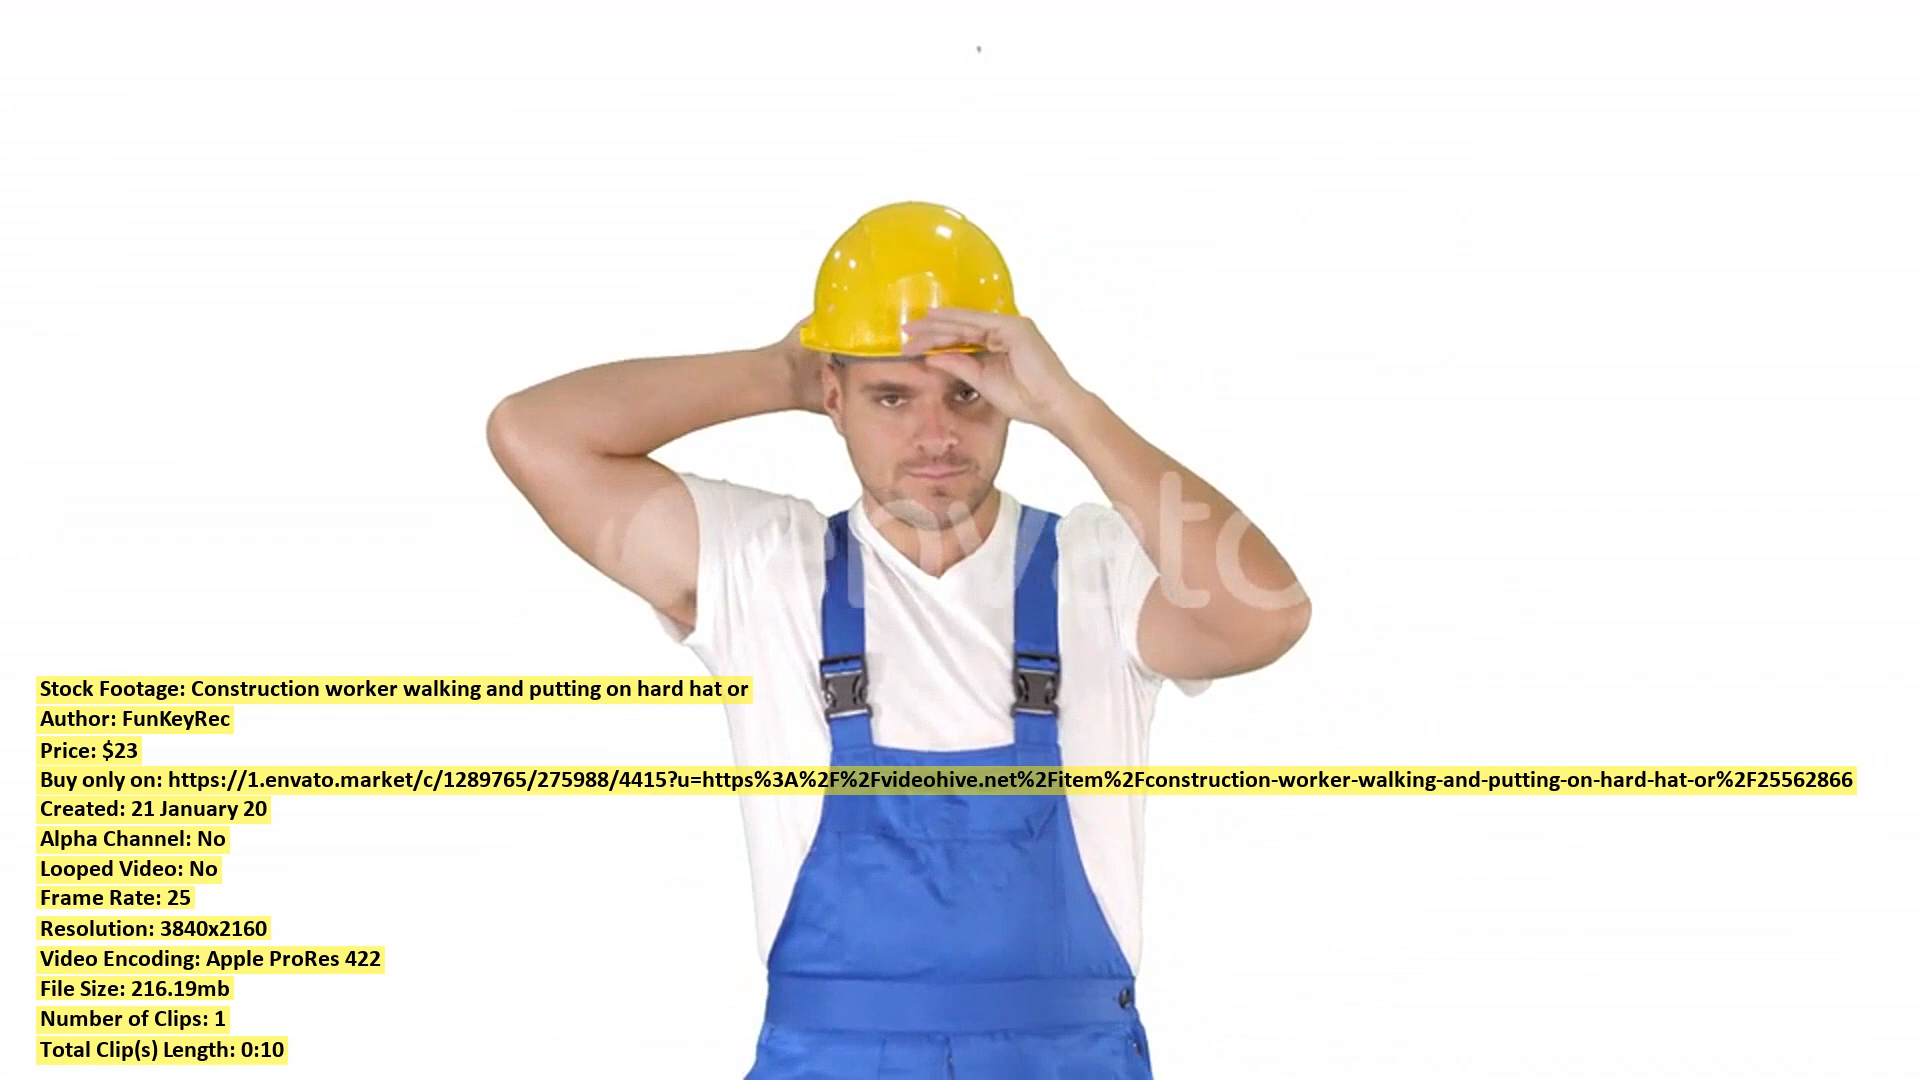 envato
Stock Footage: Construction worker walking and putting on hard hat or
Author: FunKeyRec
Price: $23
Buy only on: https://1.envato.market/c/1289765/275988/4415?u=https%3A%2F%2Fvideohive.net%2Fitem%2Fconstruction-worker-walking-and-putting-on-hard-hat-or%2F25562866
Created: 21 January 20
Alpha Channel: No
Looped Video: No
Frame Rate: 25
Resolution: 3840x2160
Video Encoding: Apple ProRes 422
File Size: 216.19mb
Number of Clips: 1
Total Clip(s) Length: 0:10